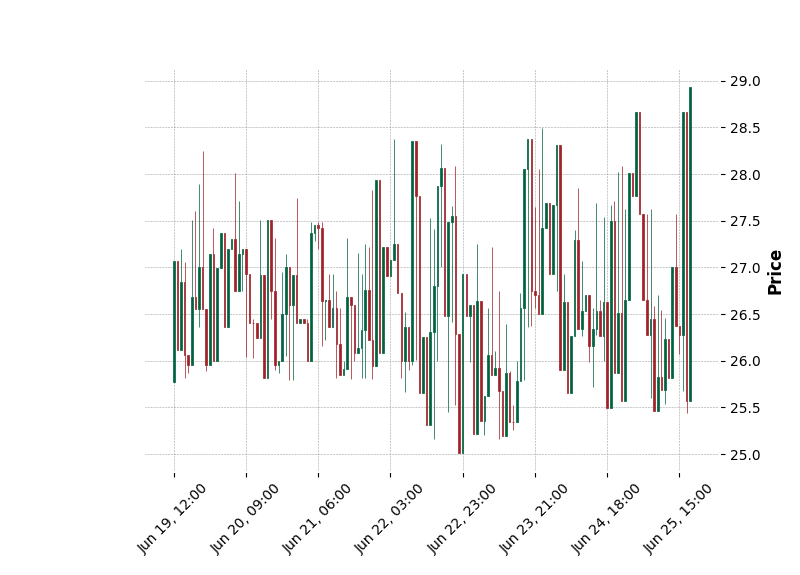 29.0
28.5
28.0
27.5
27.0
26.5
26.0
25.5
25.0
Price
Jun 19, 12:00
Jun 20, 09:00
Jun 21, 06:00
Jun 22, 03:00
Jun 22, 23:00
Jun 23, 21:00
Jun 24, 18:00
Jun 25, 15:00